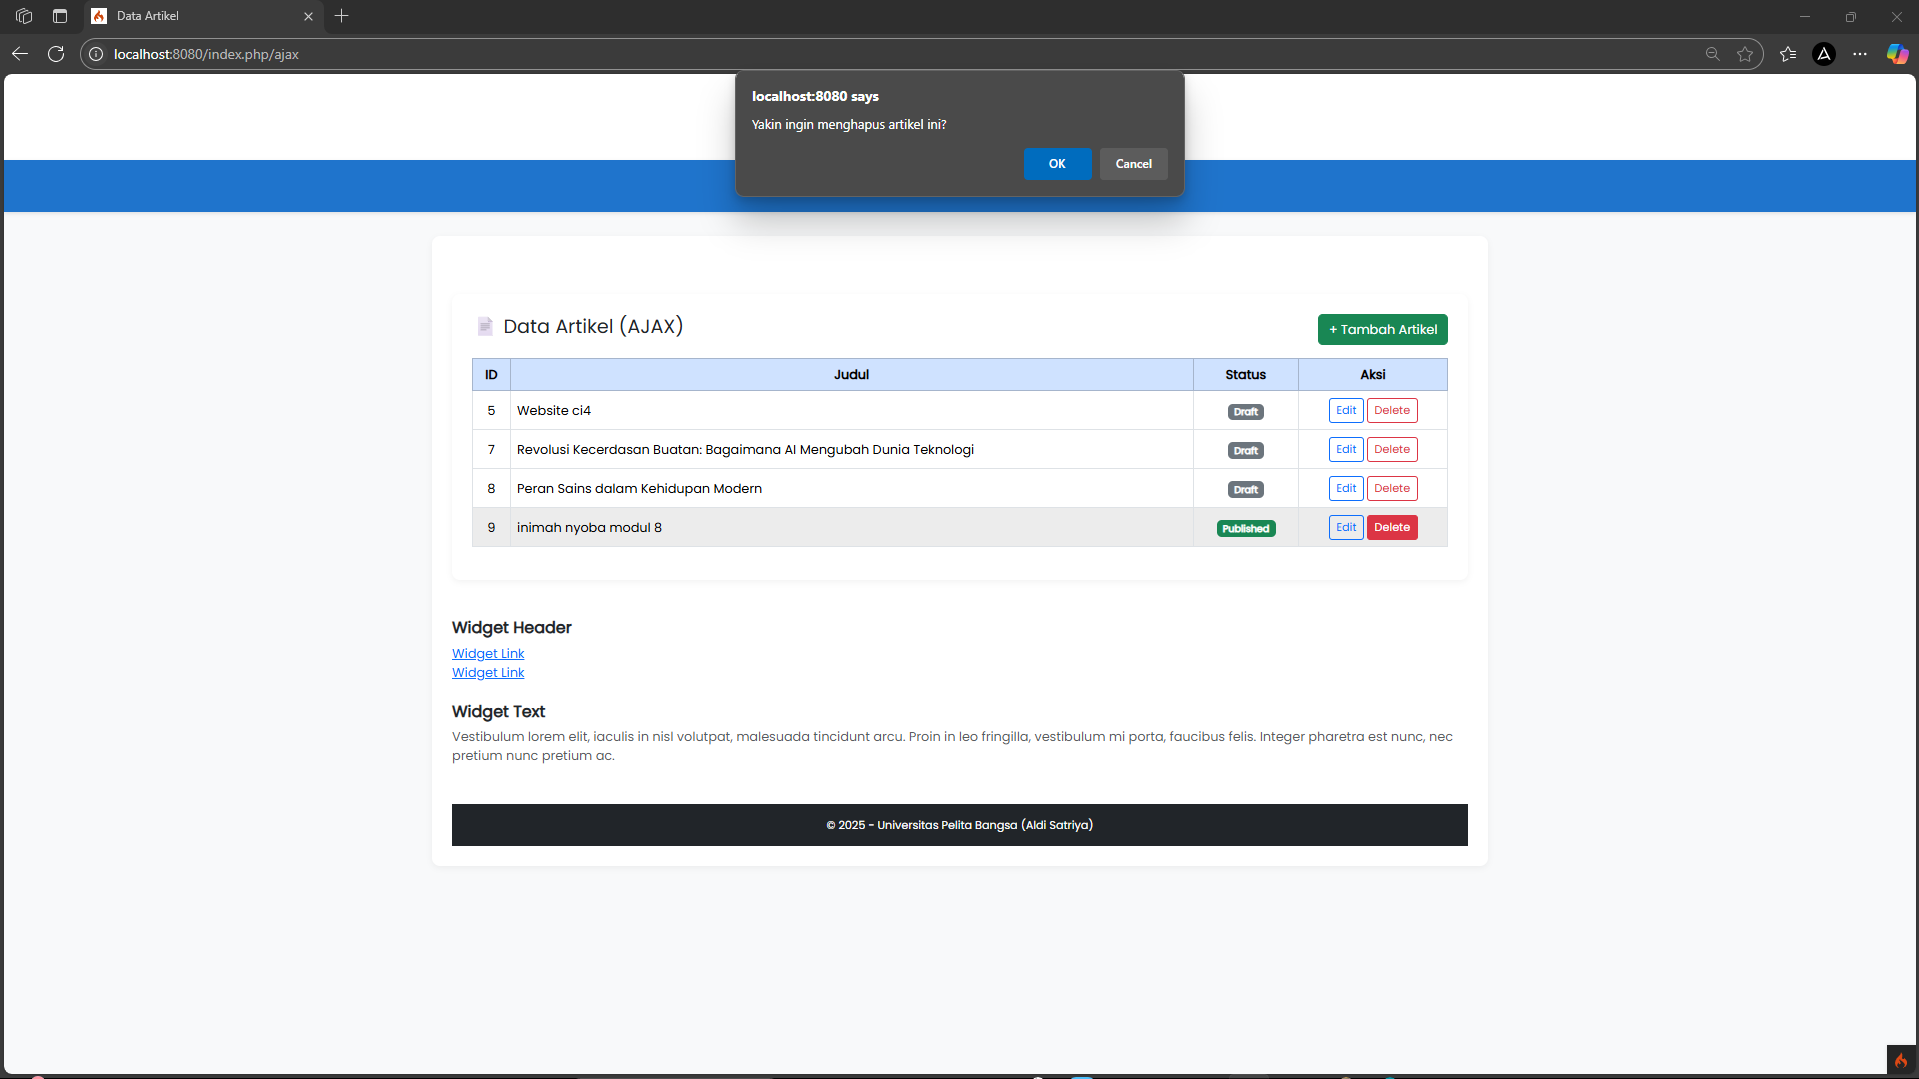 Data Artikel
localhost:8080/index.php/ajax
localhost:8080 says
Yakin ingin menghapus artikel ini?
OK Cancel
Data Artikel (AJAX)
+ Tambah Artikel
ID Judul Status Aksi
5 Website ci4 Draft Edit Delete
7 Revolusi Kecerdasan Buatan: Bagaimana AI Mengubah Dunia Teknologi Draft Edit Delete
8 Peran Sains dalam Kehidupan Modern Draft Edit Delete
9 inimah nyoba modul 8 Published Edit Delete
Widget Header
Widget Link
Widget Link
Widget Text
Vestibulum lorem elit, iaculis in nisl volutpat, malesuada tincidunt arcu. Proin in leo fringilla, vestibulum mi porta, faucibus felis. Integer pharetra est nunc, nec
pretium nunc pretium ac.
© 2025 - Universitas Pelita Bangsa (Aldi Satriya)